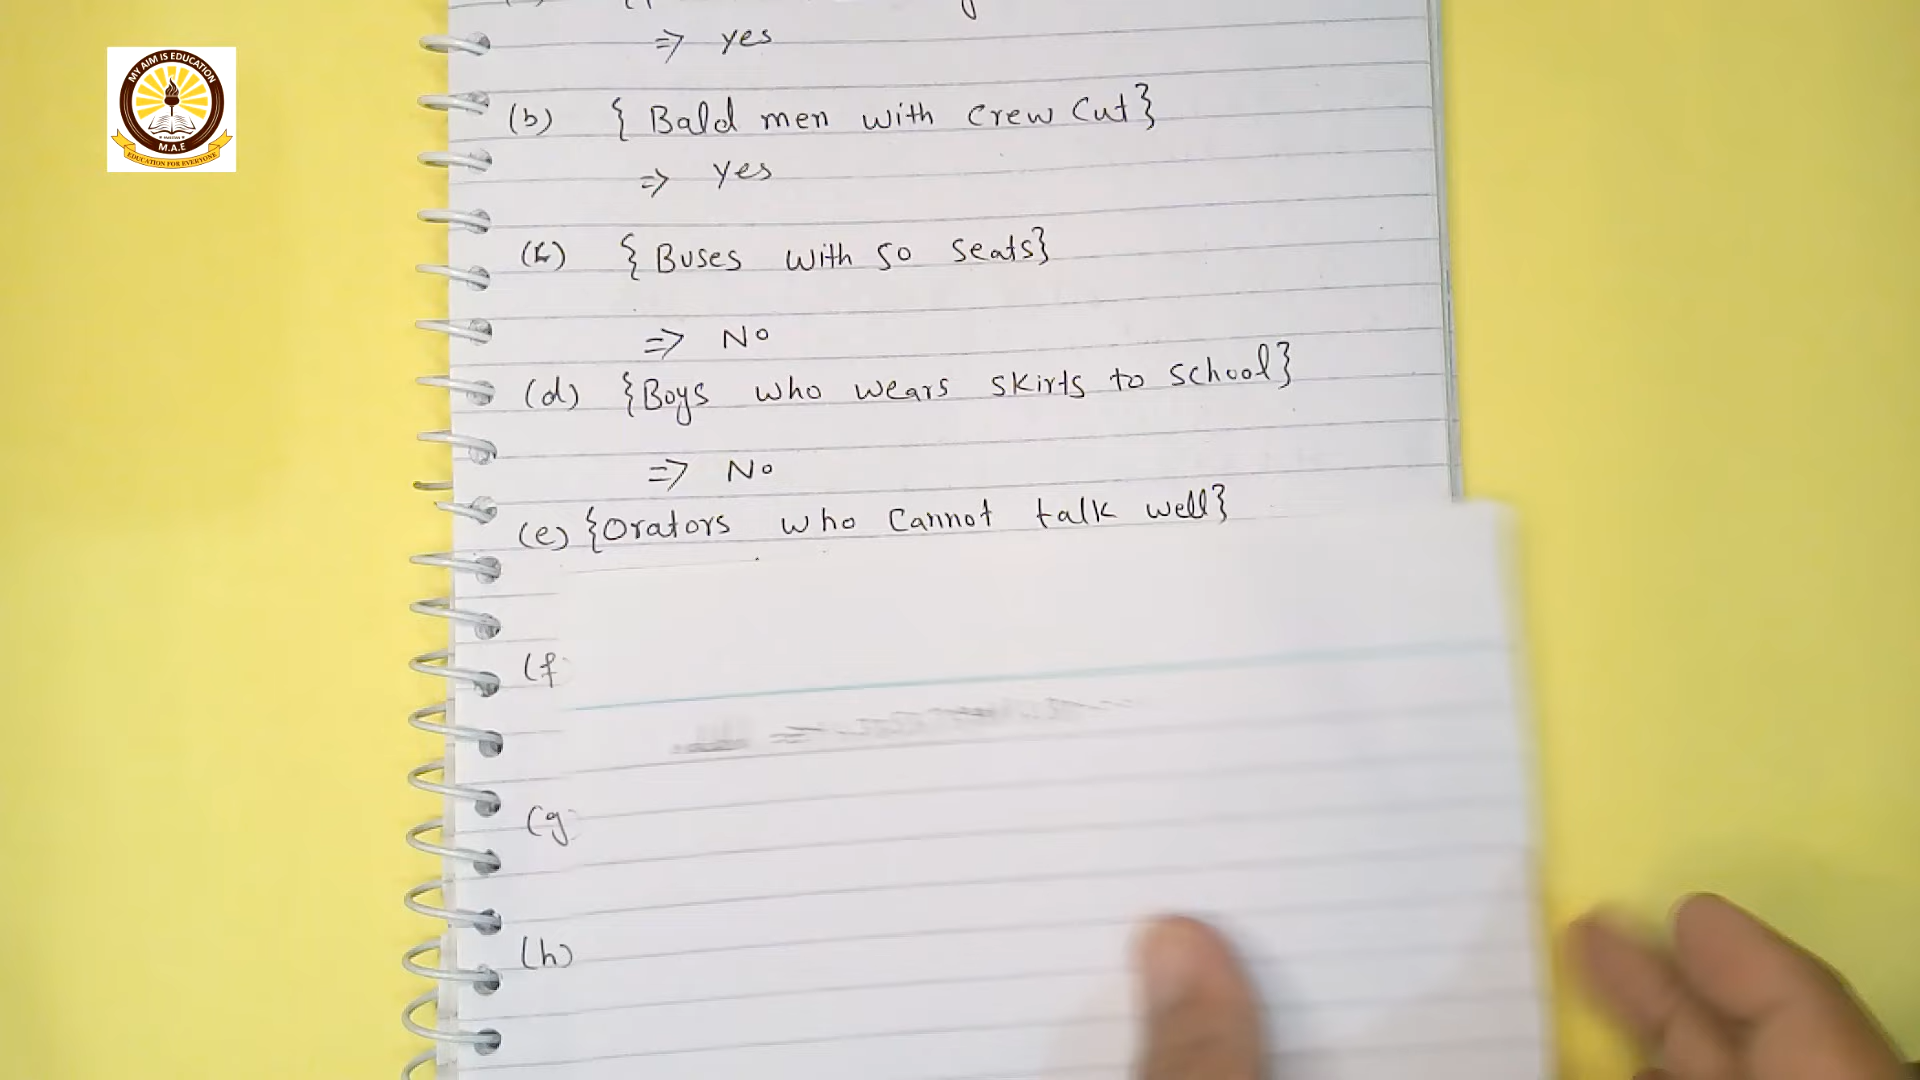 MY AIM IS EDUCATION
M.A.E
EDUCATION FOR EVERYONE
=> yes
(b) { Bald men with crew cut}
=> yes
(c) { Buses with 50 seats}
=> No
(d) {Boys who wears skirts to school}
=> No
(e) {Orators who cannot talk well}
(f
(g
(h)